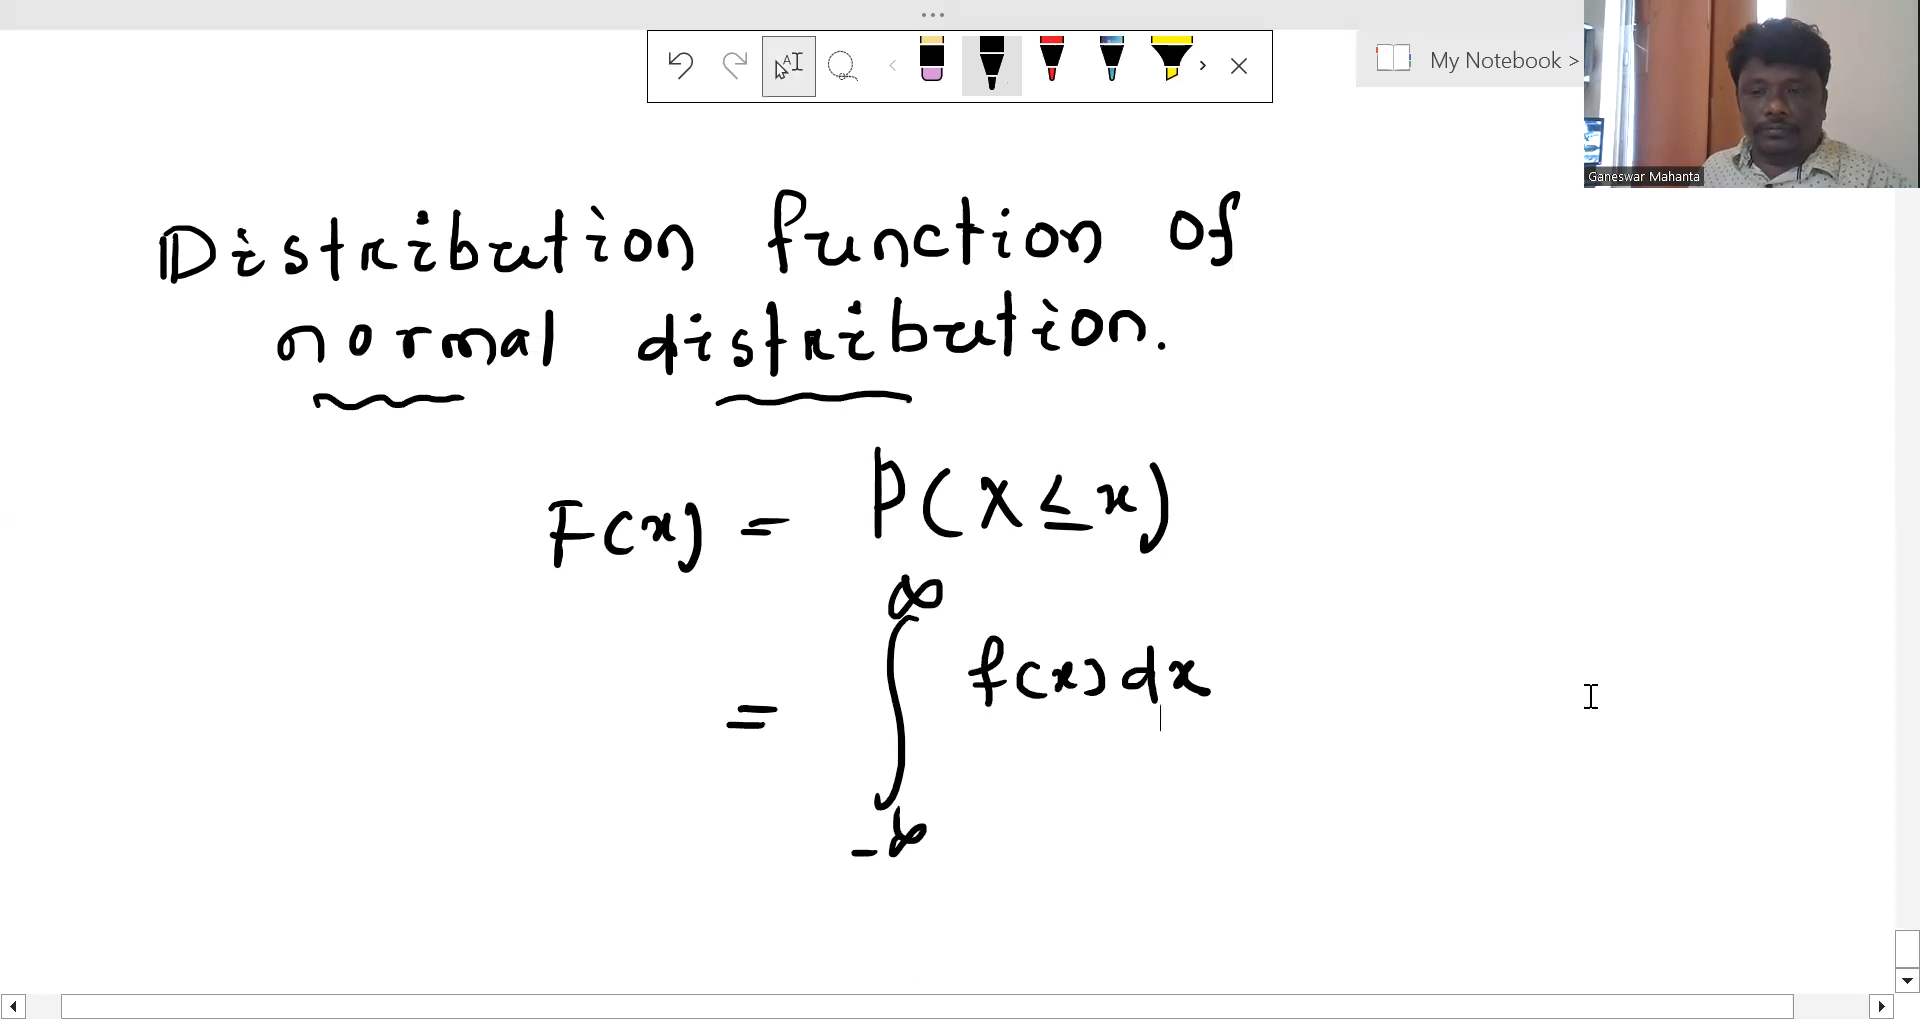 My Notebook >
Ganeswar Mahanta
Distribution function of
normal distribution.
F(x) = P(X ≤ x)
= ∫_{-∞}^{∞} f(x) dx